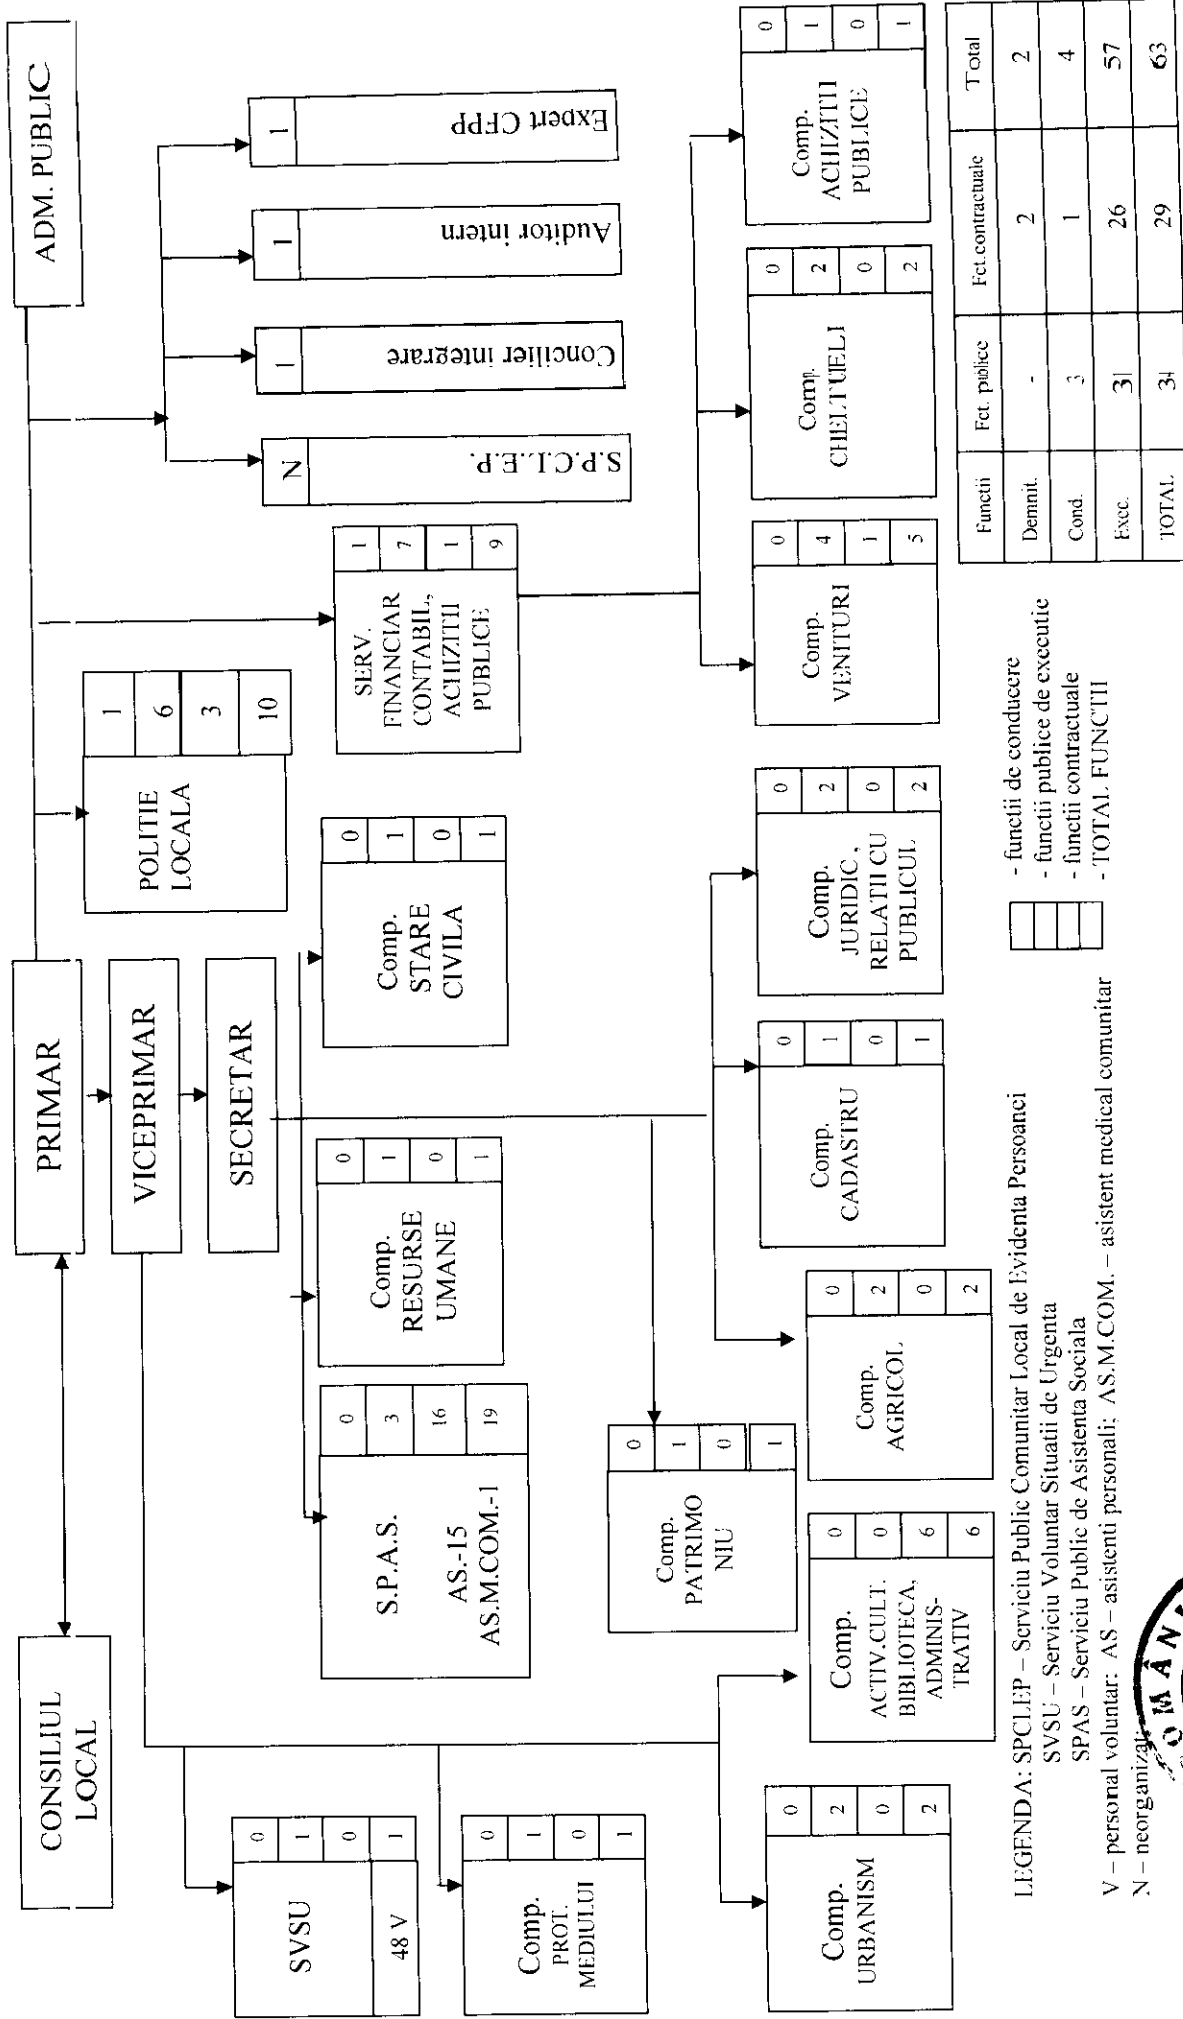 CONSILIUL
LOCAL
PRIMAR
ADM. PUBLIC
VICEPRIMAR
SECRETAR
POLITIE
LOCALA
1
6
3
10
N
S.P.C.L.E.P.
1
Concilier integrare
1
Auditor intern
1
Expert CFPP
SVSU
48 V
0
1
0
1
S.P.A.S.
AS.-15
AS.M.COM.-1
0
3
16
19
Comp.
RESURSE
UMANE
0
1
0
1
Comp.
STARE
CIVILA
0
1
0
1
SERV.
FINANCIAR
CONTABIL,
ACHIZITII
PUBLICE
1
7
1
9
Comp.
PROT.
MEDIULUI
0
1
0
1
Comp.
PATRIMO
NIU
0
1
0
1
Comp.
URBANISM
0
2
0
2
Comp.
ACTIV.CULT.
BIBLIOTECA,
ADMINIS-
TRATIV
0
0
6
6
Comp.
AGRICOL
0
2
0
2
Comp.
CADASTRU
0
1
0
1
Comp.
JURIDIC,
RELATII CU
PUBLICUL
0
2
0
2
Comp.
VENITURI
0
4
1
5
Comp.
CHELTUELI
0
2
0
2
Comp.
ACHIZITII
PUBLICE
0
1
0
1
LEGENDA: SPCLEP – Serviciu Public Comunitar Local de Evidenta Persoanei
SVSU – Serviciu Voluntar Situatii de Urgenta
SPAS – Serviciu Public de Asistenta Sociala
V – personal voluntar; AS – asistenti personali; AS.M.COM. – asistent medical comunitar
N – neorganizat
- functii de conducere
- functii publice de executie
- functii contractuale
- TOTAL FUNCTII
Functii Fct. publice Fct.contractuale Total
Demnit. - 2 2
Cond. 3 1 4
Exec. 31 26 57
TOTAL 34 29 63